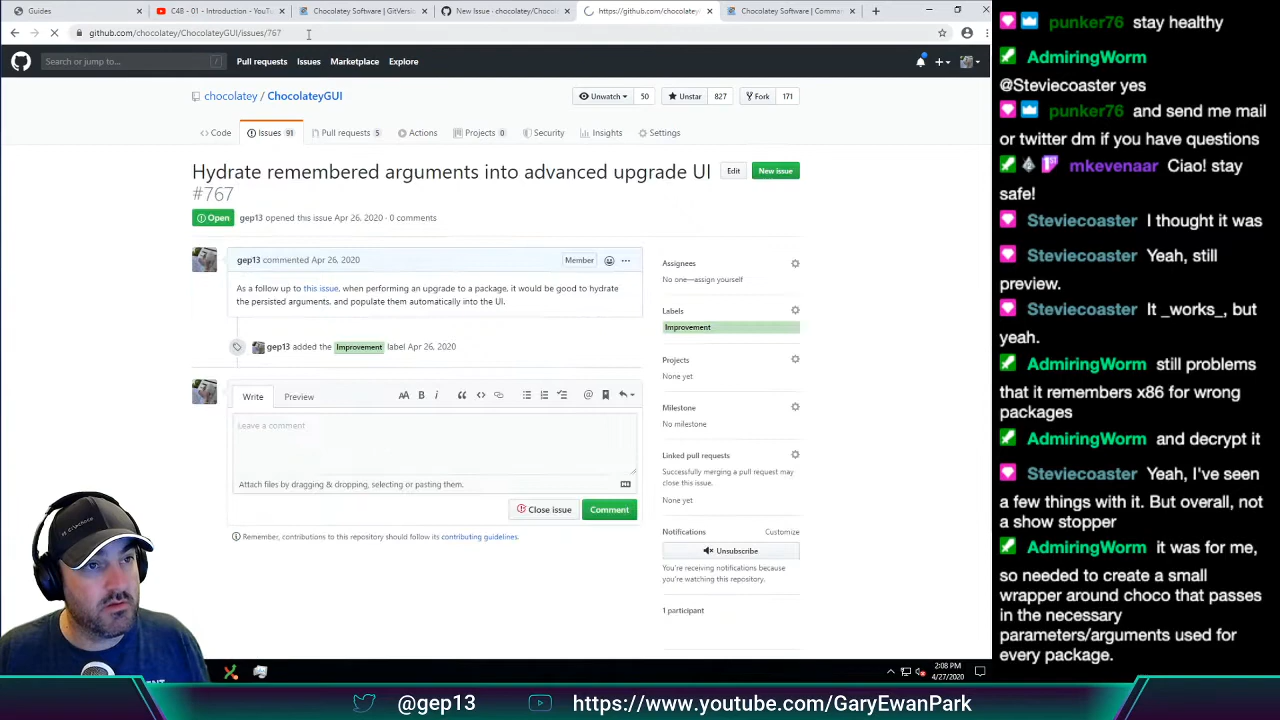 Guides
C4B - 01 - Introduction - YouT
Chocolatey Software | GitVersi
New Issue - chocolatey/Choco
https://github.com/chocolatey
Chocolatey Software | Comma
github.com/chocolatey/ChocolateyGUI/issues/767
Search or jump to...
/
Pull requests
Issues
Marketplace
Explore
chocolatey / ChocolateyGUI
Unwatch 50
Unstar 827
Fork 171
Code
Issues 91
Pull requests 5
Actions
Projects 0
Security
Insights
Settings
Hydrate remembered arguments into advanced upgrade UI
#767
Edit
New issue
Open
gep13 opened this issue Apr 26, 2020 · 0 comments
gep13 commented Apr 26, 2020
Member
As a follow up to this issue, when performing an upgrade to a package, it would be good to hydrate
the persisted arguments, and populate them automatically into the UI.
gep13 added the Improvement label Apr 26, 2020
Write
Preview
AA B i
Leave a comment
Attach files by dragging & dropping, selecting or pasting them.
Close issue
Comment
Remember, contributions to this repository should follow its contributing guidelines.
Assignees
No one—assign yourself
Labels
Improvement
Projects
None yet
Milestone
No milestone
Linked pull requests
Successfully merging a pull request may
close this issue.
None yet
Notifications
Customize
Unsubscribe
You're receiving notifications because
you're watching this repository.
1 participant
2:08 PM
4/27/2020
punker76 stay healthy
AdmiringWorm
@Steviecoaster yes
punker76 and send me mail
or twitter dm if you have questions
mkevenaar Ciao! stay
safe!
Steviecoaster I thought it was
Steviecoaster Yeah, still
preview.
Steviecoaster It _works_, but
yeah.
AdmiringWorm still problems
that it remembers x86 for wrong
packages
AdmiringWorm and decrypt it
Steviecoaster Yeah, I've seen
a few things with it. But overall, not
a show stopper
AdmiringWorm it was for me,
so needed to create a small
wrapper around choco that passes
in the necessary
parameters/arguments used for
every package.
@gep13
https://www.youtube.com/GaryEwanPark